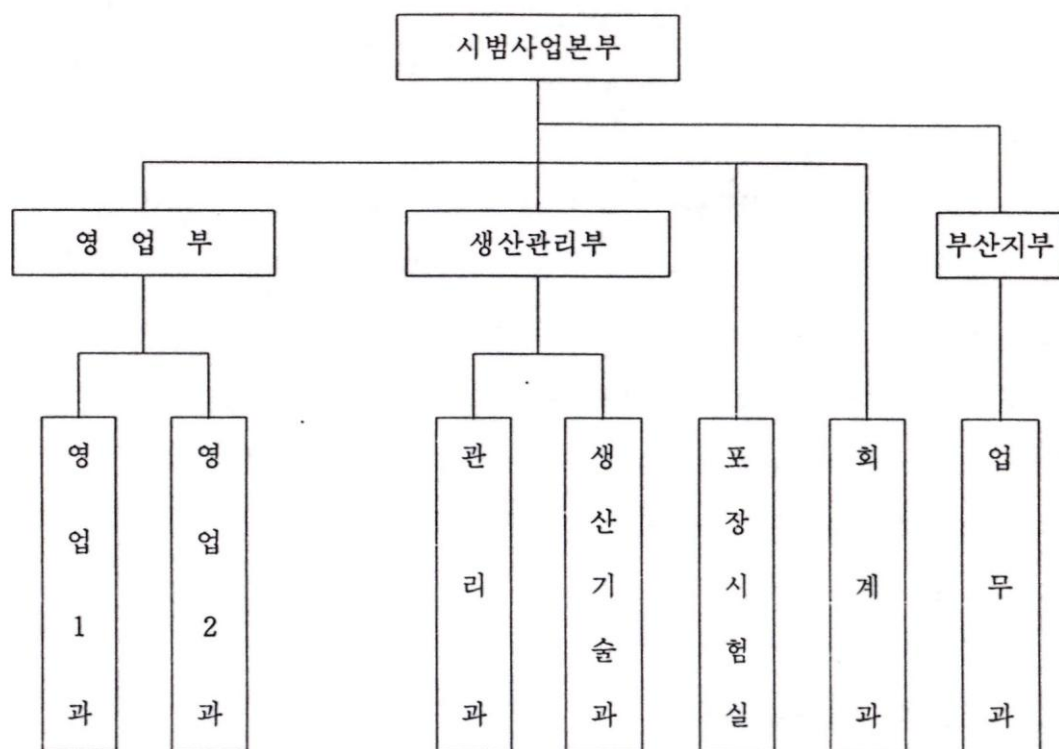 시범사업본부
영 업 부
생산관리부
부산지부
영업1과
영업2과
관리과
생산기술과
포장시험실
회계과
업무과